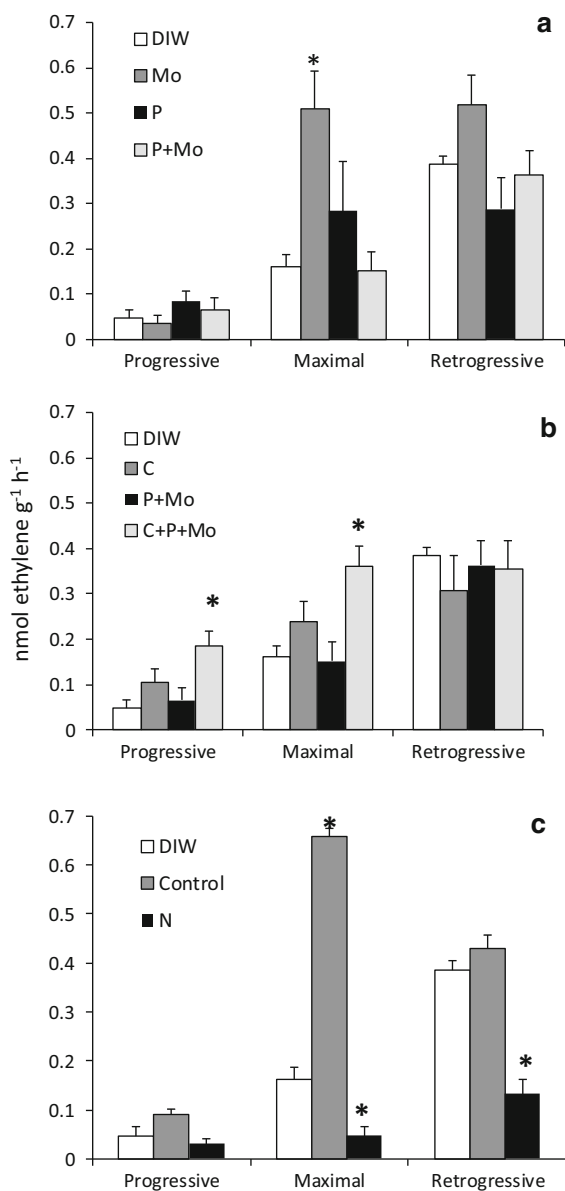 a
0.7
0.6
0.5
0.4
0.3
0.2
0.1
0
DIW
Mo
P
P+Mo
*
Progressive Maximal Retrogressive
b
nmol ethylene g-1 h-1
0.7
0.6
0.5
0.4
0.3
0.2
0.1
0
DIW
C
P+Mo
C+P+Mo
*
*
Progressive Maximal Retrogressive
c
0.7
0.6
0.5
0.4
0.3
0.2
0.1
0
DIW
Control
N
*
*
*
Progressive Maximal Retrogressive